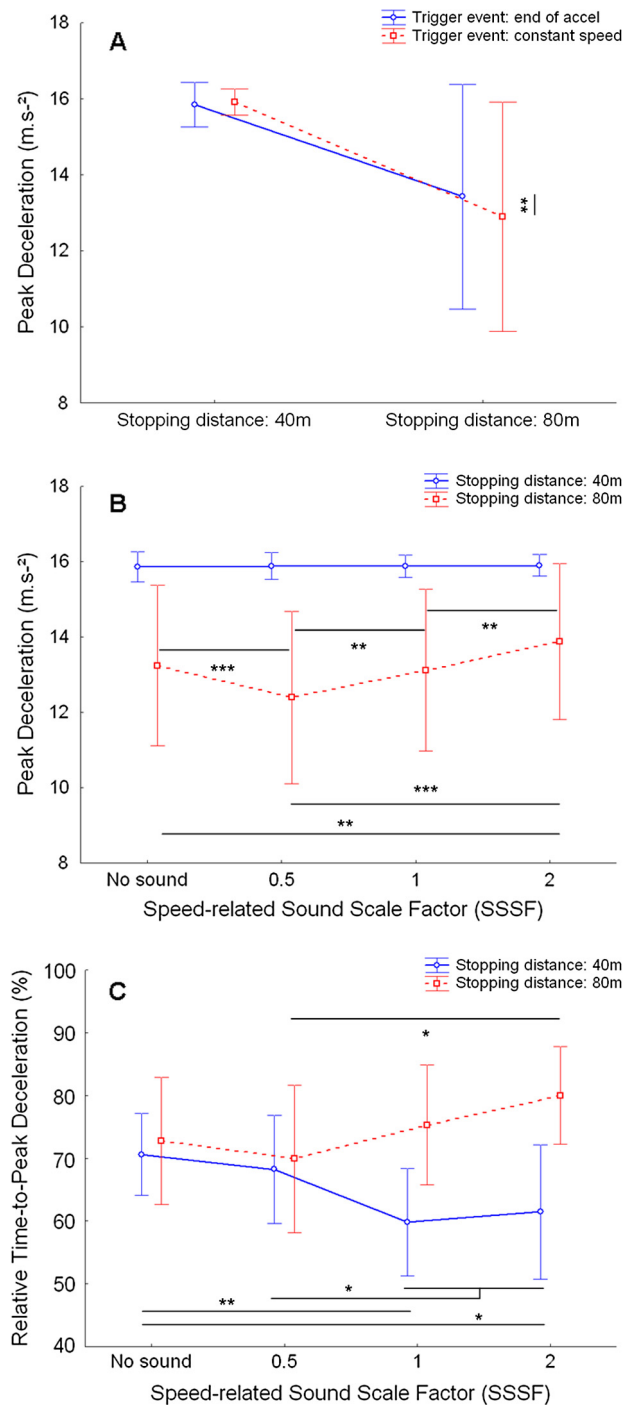 A
Trigger event: end of accel
Trigger event: constant speed
Peak Deceleration (m.s-²)
18
16
14
12
10
8
**
Stopping distance: 40m
Stopping distance: 80m
B
Stopping distance: 40m
Stopping distance: 80m
Peak Deceleration (m.s-²)
18
16
14
12
10
8
***
**
**
***
**
No sound
0.5
1
2
Speed-related Sound Scale Factor (SSSF)
C
Stopping distance: 40m
Stopping distance: 80m
Relative Time-to-Peak Deceleration (%)
100
90
80
70
60
50
40
*
*
**
*
No sound
0.5
1
2
Speed-related Sound Scale Factor (SSSF)